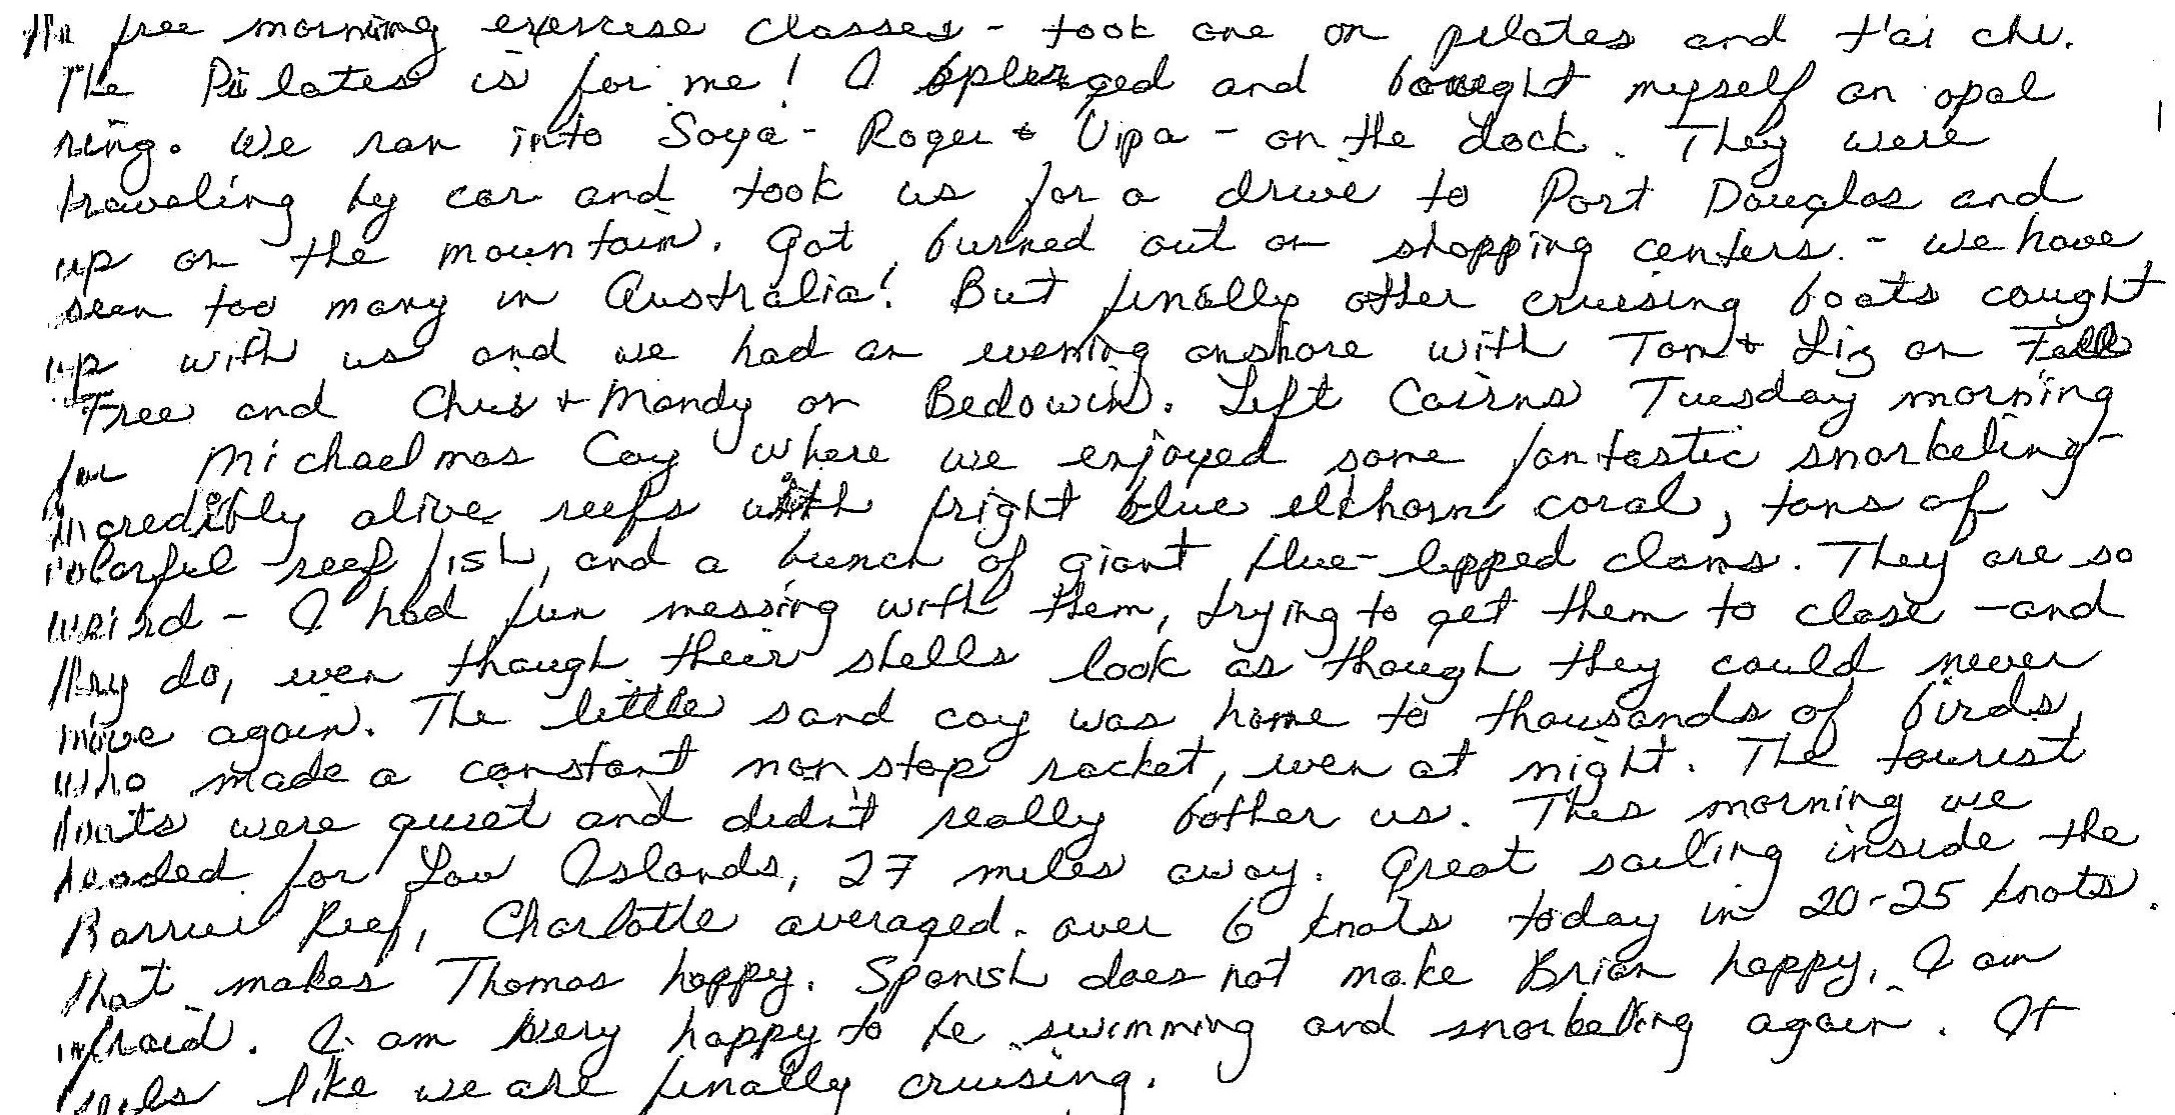 free morning exercise classes - took one on pilates and t'ai chi.
The Pilates is for me! I splurged and bought myself an opal
ring. We ran into Soya - Roger + Vipa - on the dock. They were
traveling by car and took us for a drive to Port Douglas and
up on the mountain. Got burned out on shopping centers. - we have
seen too many in Australia! But finally other cruising boats caught
up with us and we had an evening onshore with Tom + Liz on Feel
Free and Chris + Mandy on Bedowin. Left Cairns Tuesday morning
for Michaelmas Cay where we enjoyed some fantastic snorkeling -
incredibly alive reefs with bright blue elkhorn coral, tons of
colorful reef fish, and a bunch of giant blue-lipped clams. They are so
weird - I had fun messing with them, trying to get them to close - and
they do, even though their shells look as though they could never
move again. The little sand cay was home to thousands of birds,
who made a constant non stop racket, even at night. The tourist
boats were quiet and didn't really bother us. This morning we
headed for Low Islands, 27 miles away. Great sailing inside the
Barrier Reef, Charlotte averaged over 6 knots today in 20-25 knots.
That makes Thomas happy. Spanish does not make Brian happy, I am
afraid. I am very happy to be swimming and snorkeling again. It
feels like we are finally cruising.